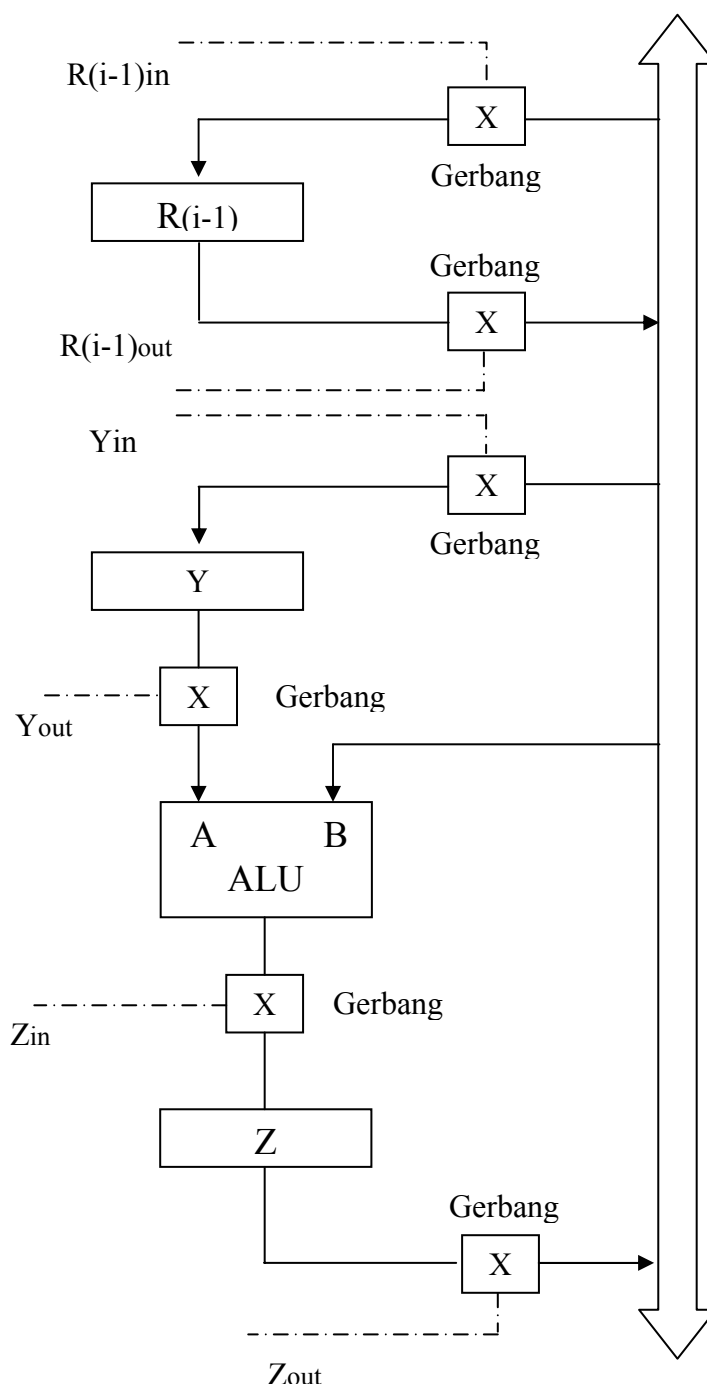 R(i-1)in
X
Gerbang
R(i-1)
Gerbang
X
R(i-1)out
Yin
X
Gerbang
Y
X
Gerbang
Yout
A B
ALU
X
Gerbang
Zin
Z
Gerbang
X
Zout